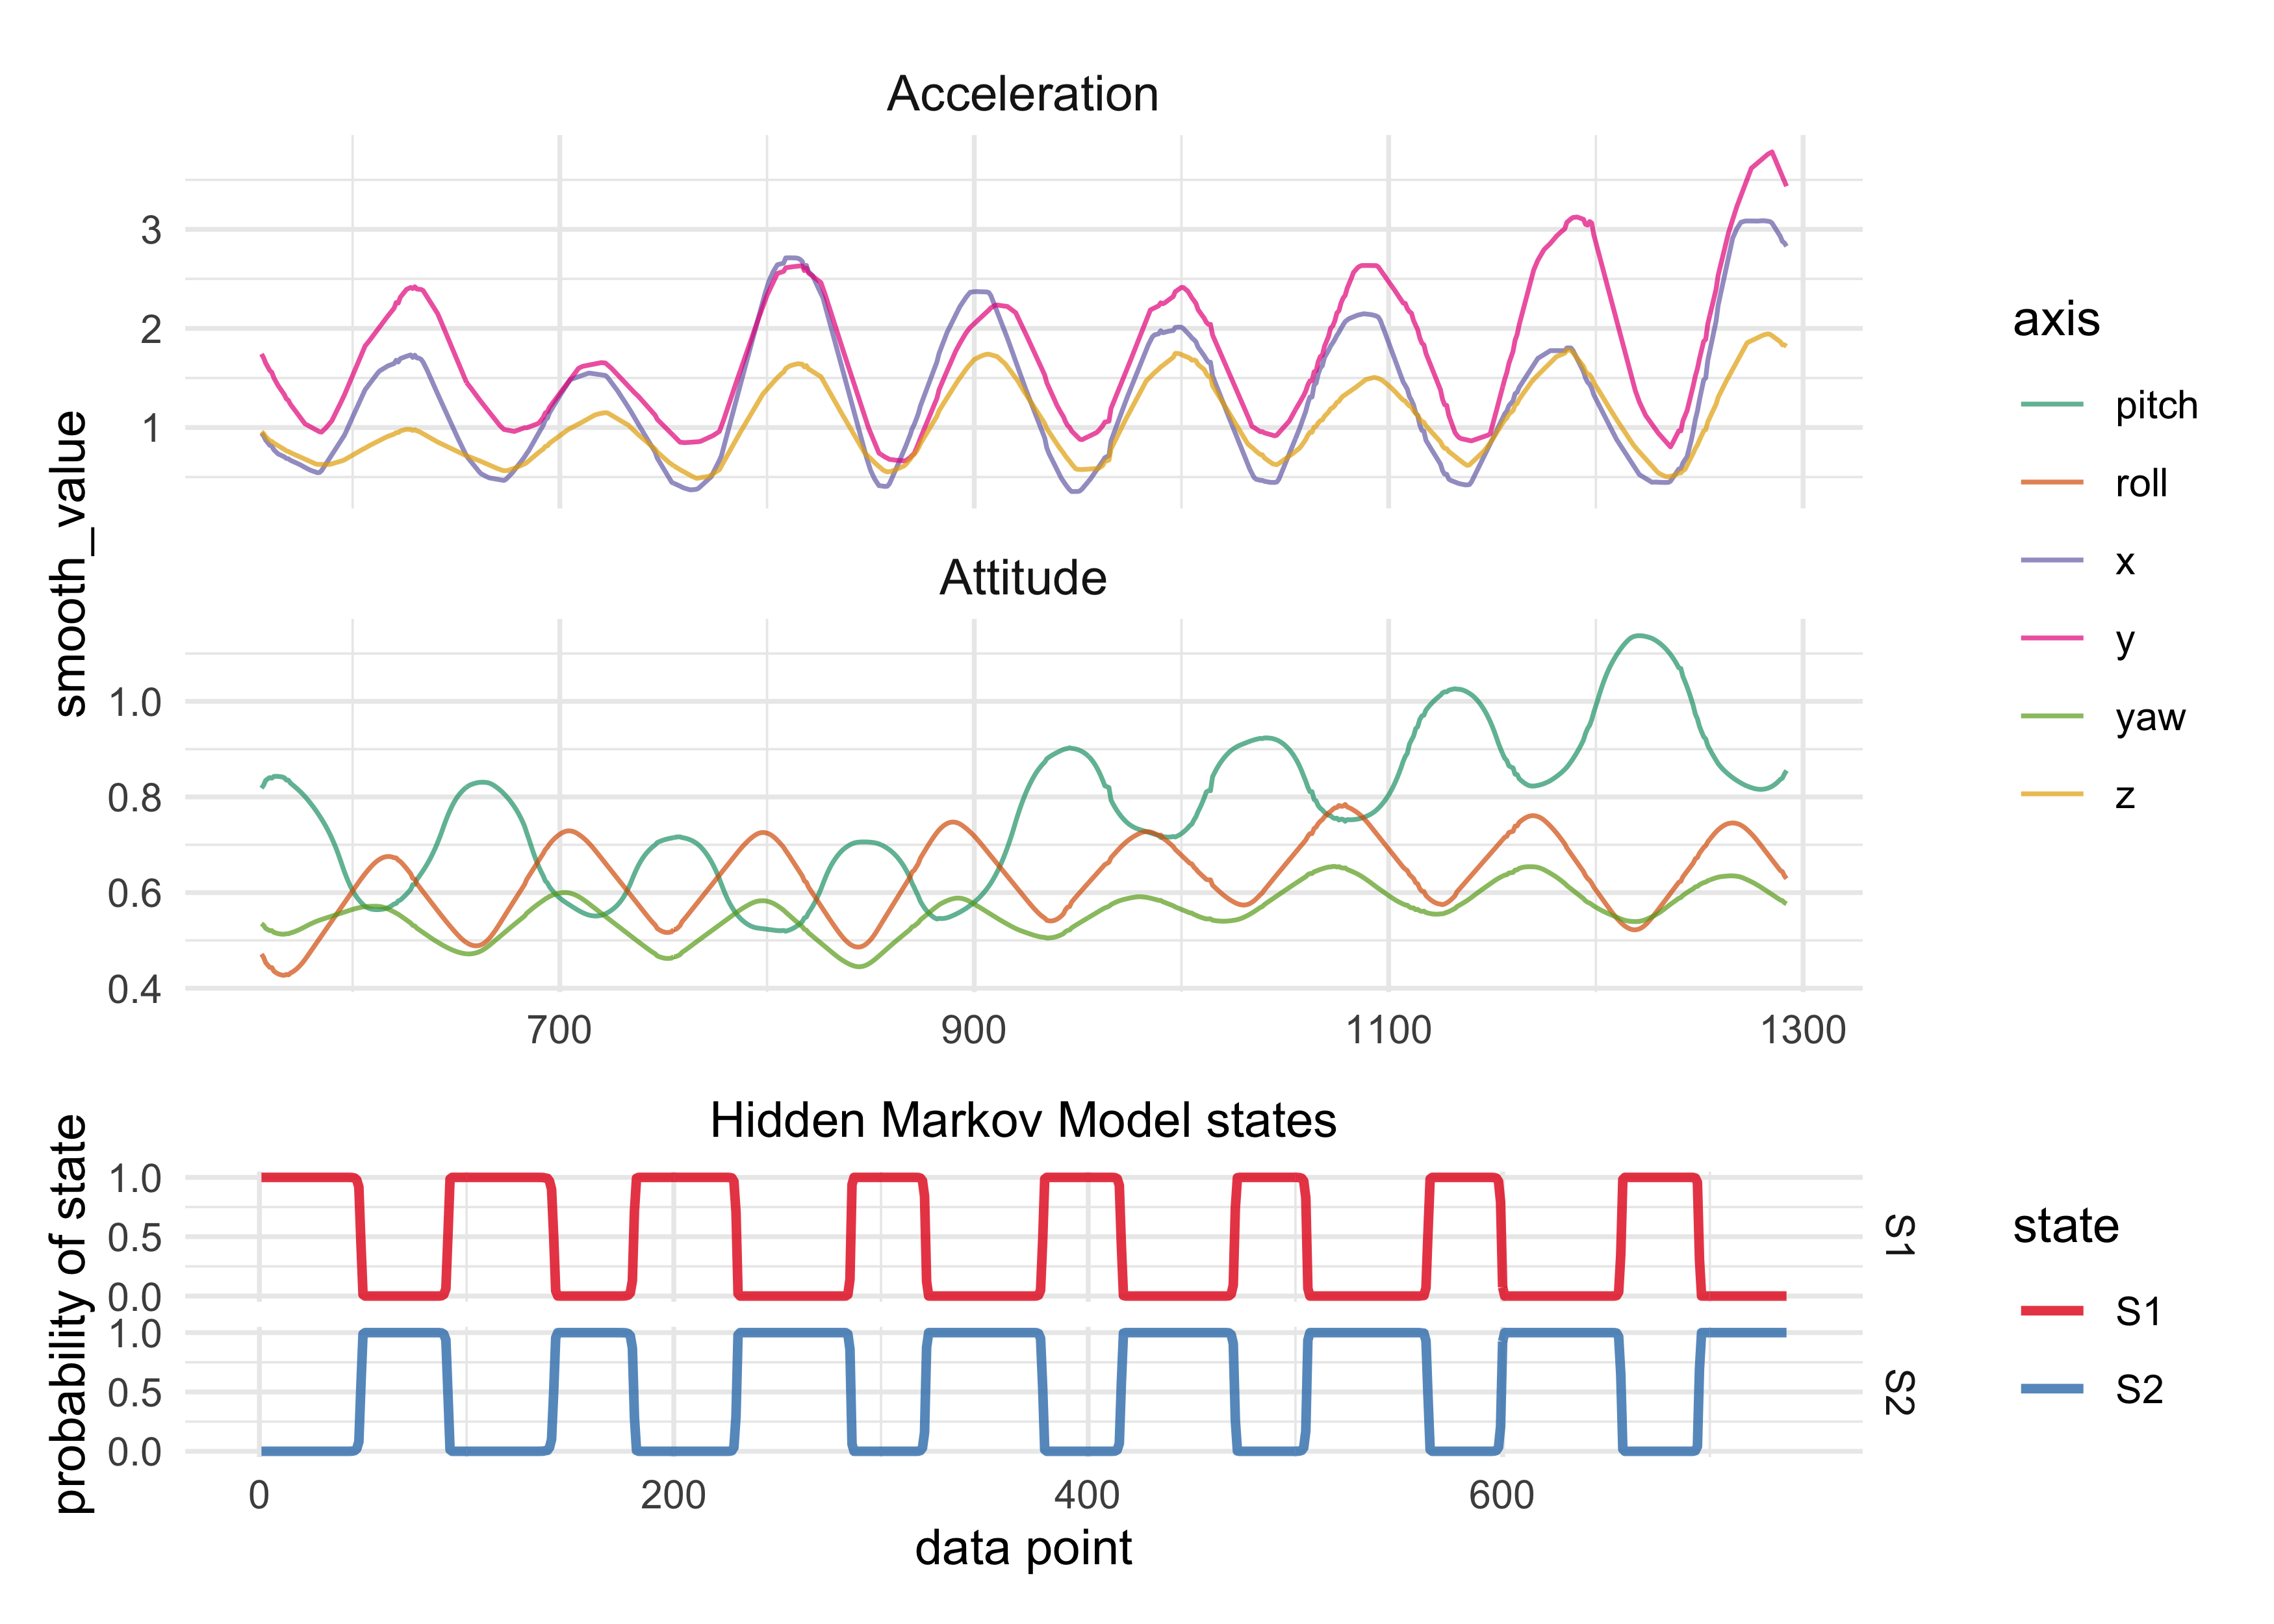 Acceleration
3
2
1
smooth_value
Attitude
1.0
0.8
0.6
0.4
700 900 1100 1300
axis
pitch
roll
x
y
yaw
z
Hidden Markov Model states
probability of state
1.0
0.5
0.0
S1
1.0
0.5
0.0
S2
0 200 400 600
data point
state
S1
S2